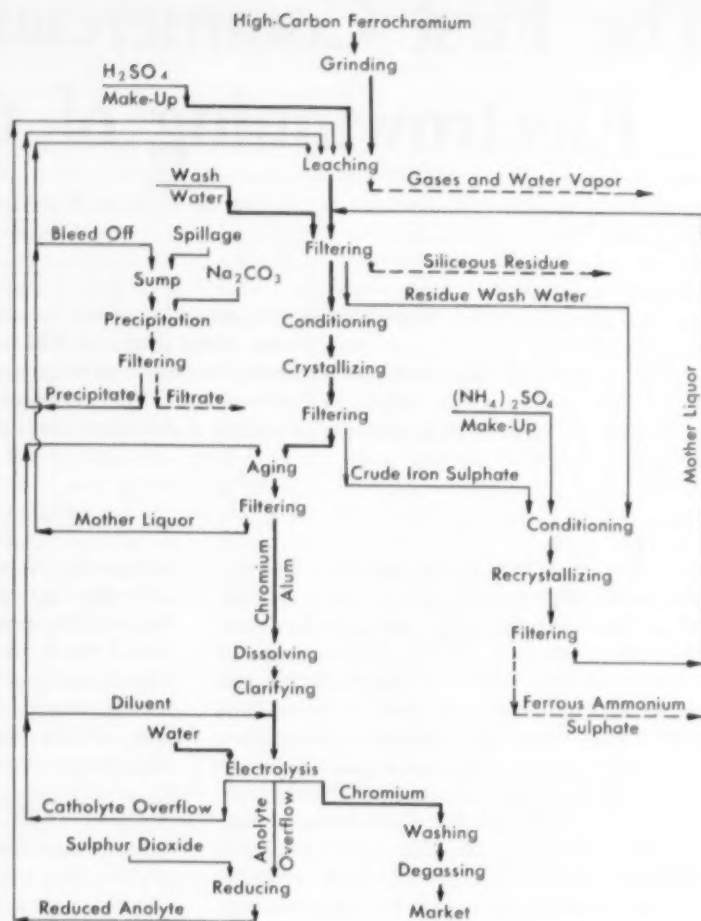 High-Carbon Ferrochromium
Grinding
H2SO4
Make-Up
Leaching
Gases and Water Vapor
Wash
Water
Bleed Off
Spillage
Filtering
Siliceous Residue
Sump
Na2CO3
Residue Wash Water
Precipitation
Conditioning
Filtering
Crystallizing
Precipitate
Filtrate
Filtering
(NH4)2SO4
Make-Up
Mother Liquor
Aging
Crude Iron Sulphate
Filtering
Mother Liquor
Conditioning
Chromium
Alum
Recrystallizing
Filtering
Dissolving
Clarifying
Ferrous Ammonium
Sulphate
Diluent
Water
Electrolysis
Chromium
Catholyte Overflow
Anolyte
Overflow
Washing
Sulphur Dioxide
Degassing
Reducing
Reduced Anolyte
Market